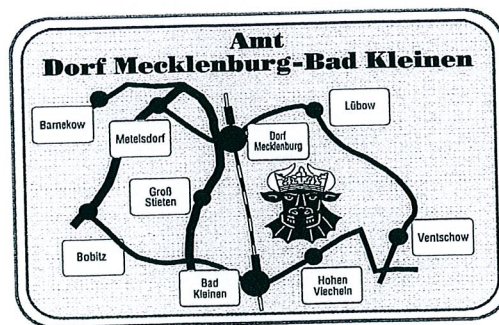 Amt
Dorf Mecklenburg-Bad Kleinen
Barnekow
Metelsdorf
Dorf
Mecklenburg
Lübow
Groß
Stieten
Bobitz
Bad
Kleinen
Hohen
Viecheln
Ventschow